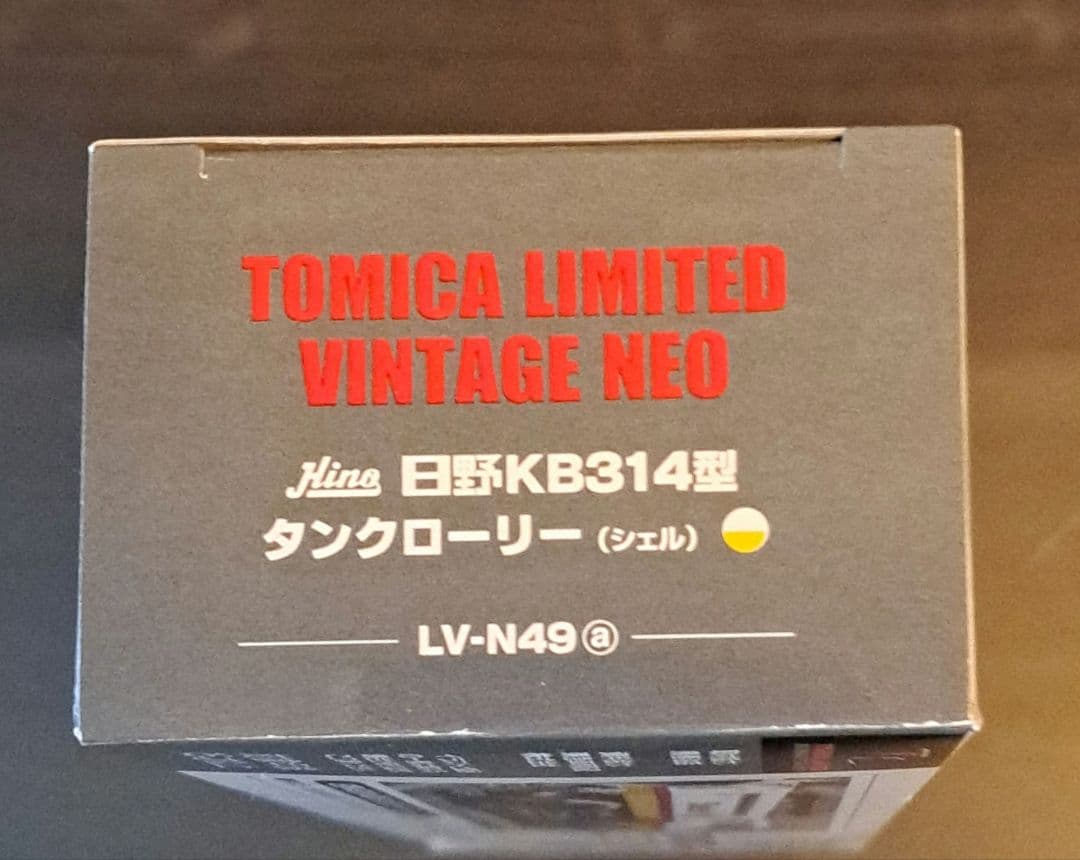 TOMICA LIMITED
VINTAGE NEO
Hino 日野KB314型
タンクローリー（シェル）
LV-N49ⓐ